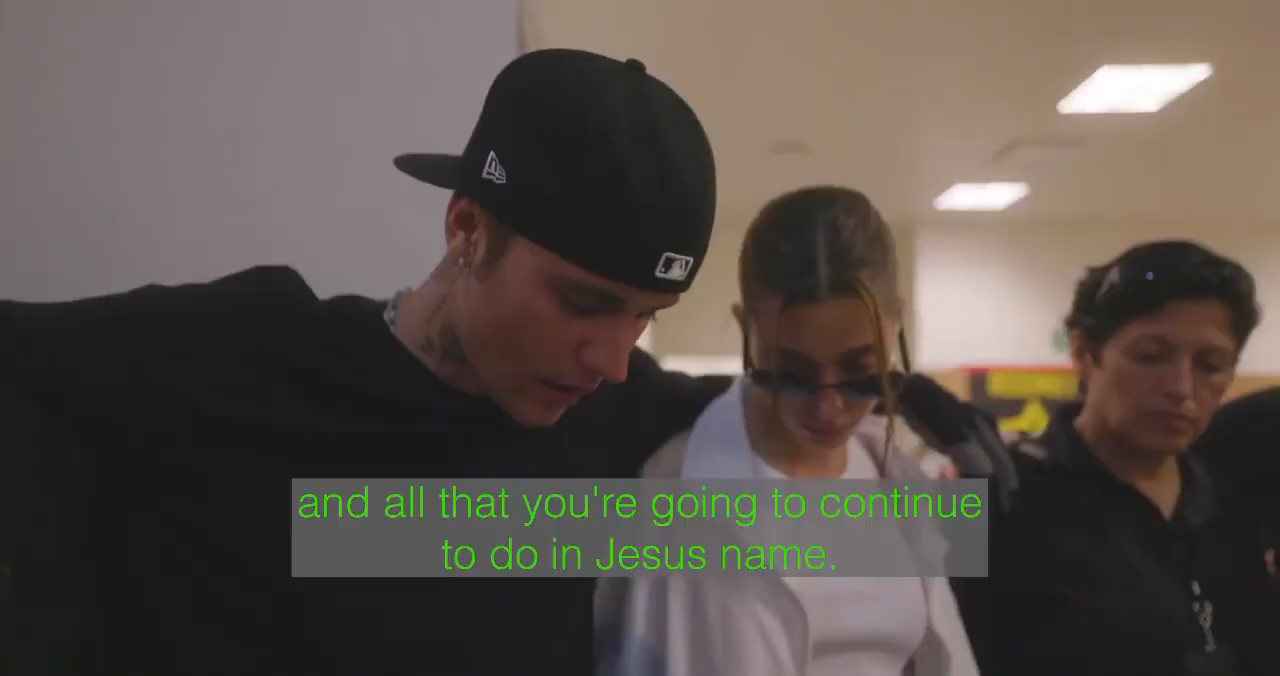 and all that you're going to continue
to do in Jesus name.